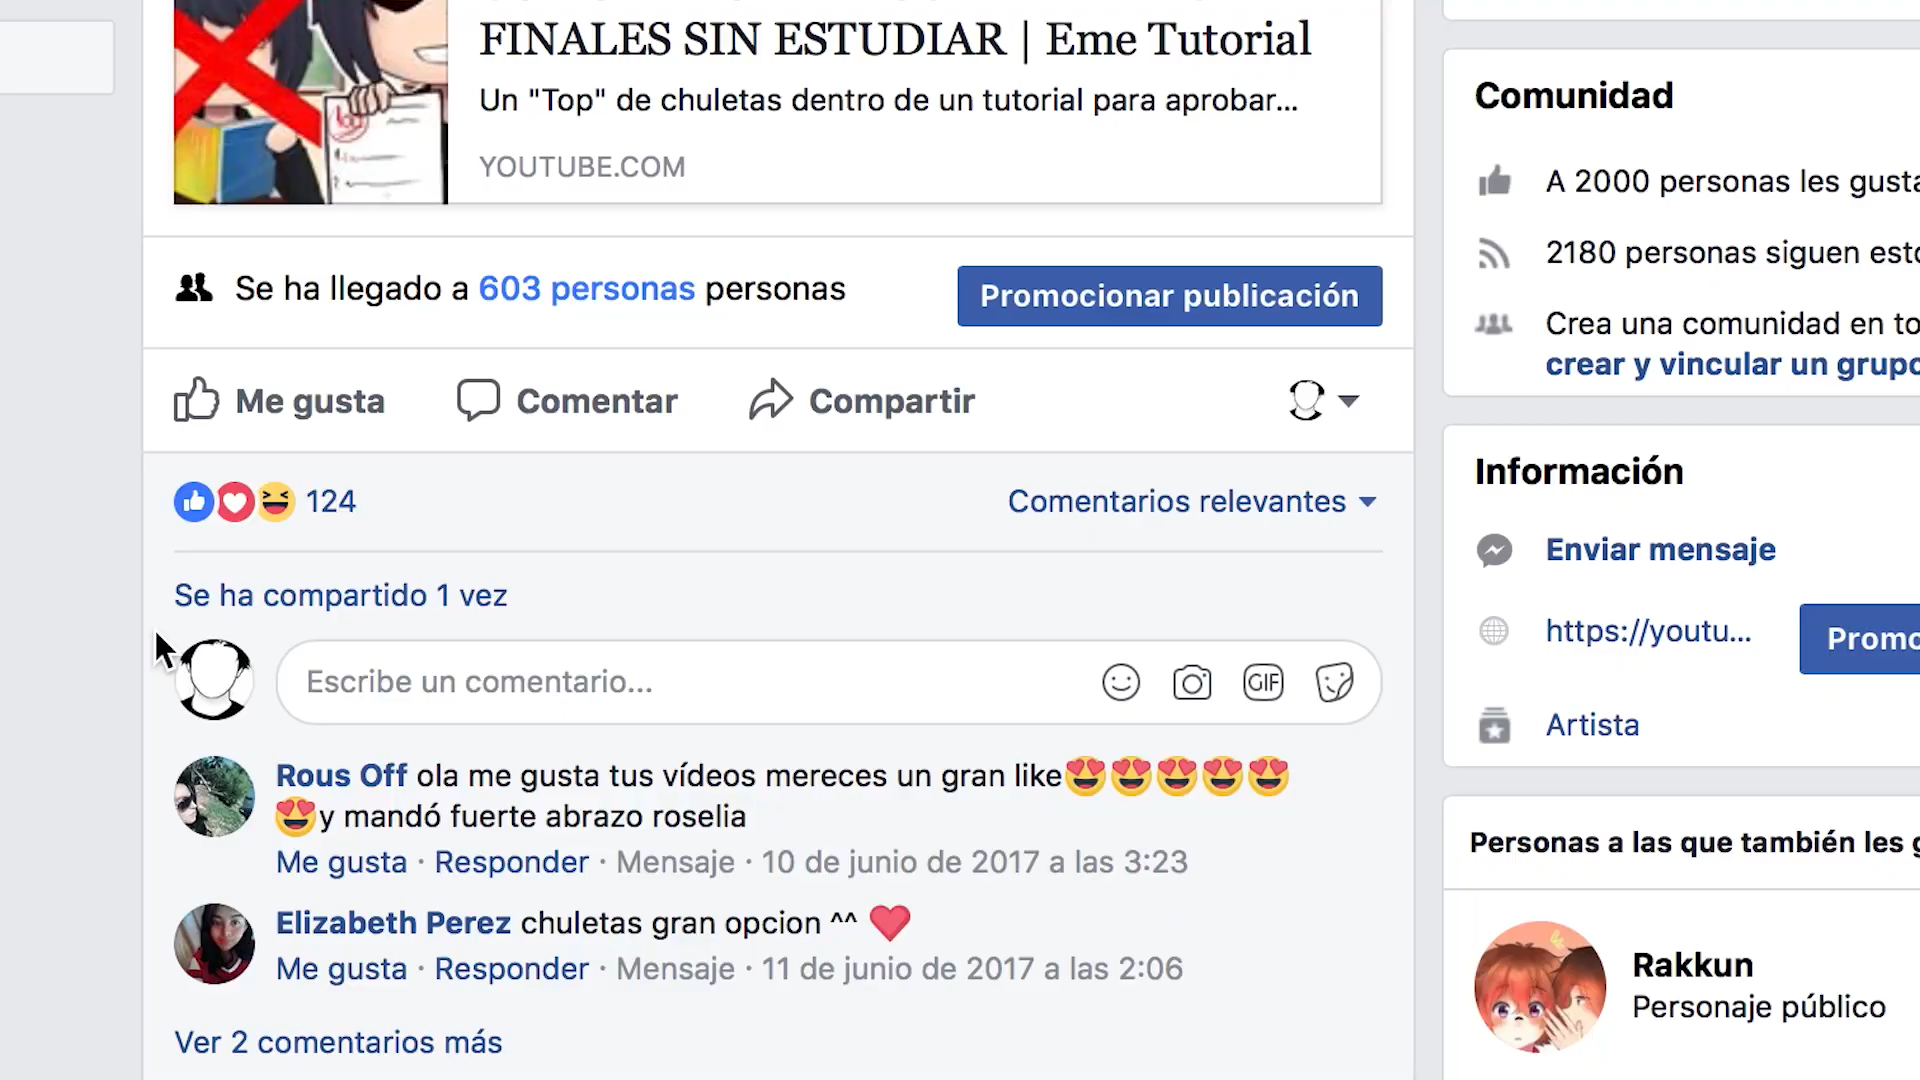 FINALES SIN ESTUDIAR | Eme Tutorial
Un "Top" de chuletas dentro de un tutorial para aprobar...
YOUTUBE.COM
Se ha llegado a 603 personas personas
Promocionar publicación
Me gusta
Comentar
Compartir
124
Comentarios relevantes
Se ha compartido 1 vez
Escribe un comentario...
GIF
Rous Off ola me gusta tus vídeos mereces un gran like😍😍😍😍😍
😍y mandó fuerte abrazo roselia
Me gusta · Responder · Mensaje · 10 de junio de 2017 a las 3:23
Elizabeth Perez chuletas gran opcion ^^ ❤️
Me gusta · Responder · Mensaje · 11 de junio de 2017 a las 2:06
Ver 2 comentarios más
Comunidad
A 2000 personas les gusta
2180 personas siguen esto
Crea una comunidad en to
crear y vincular un grupo
Información
Enviar mensaje
https://youtu...
Promo
Artista
Personas a las que también les g
Rakkun
Personaje público